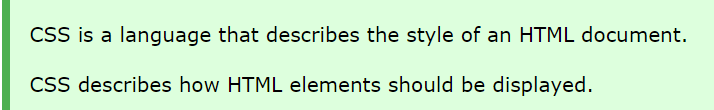 CSS is a language that describes the style of an HTML document.
CSS describes how HTML elements should be displayed.